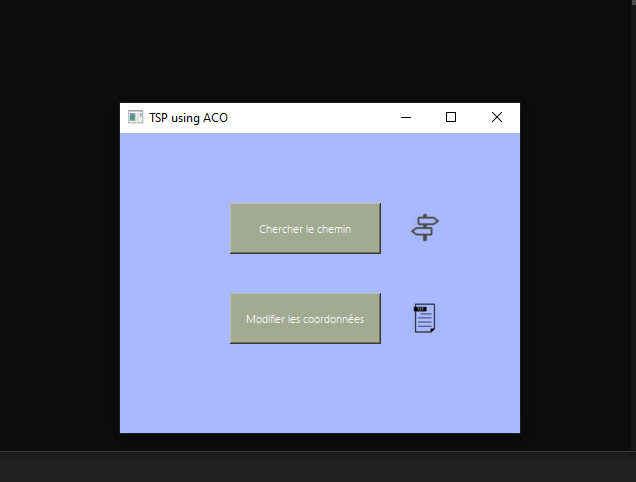 TSP using ACO
Chercher le chemin
Modifier les coordonnées